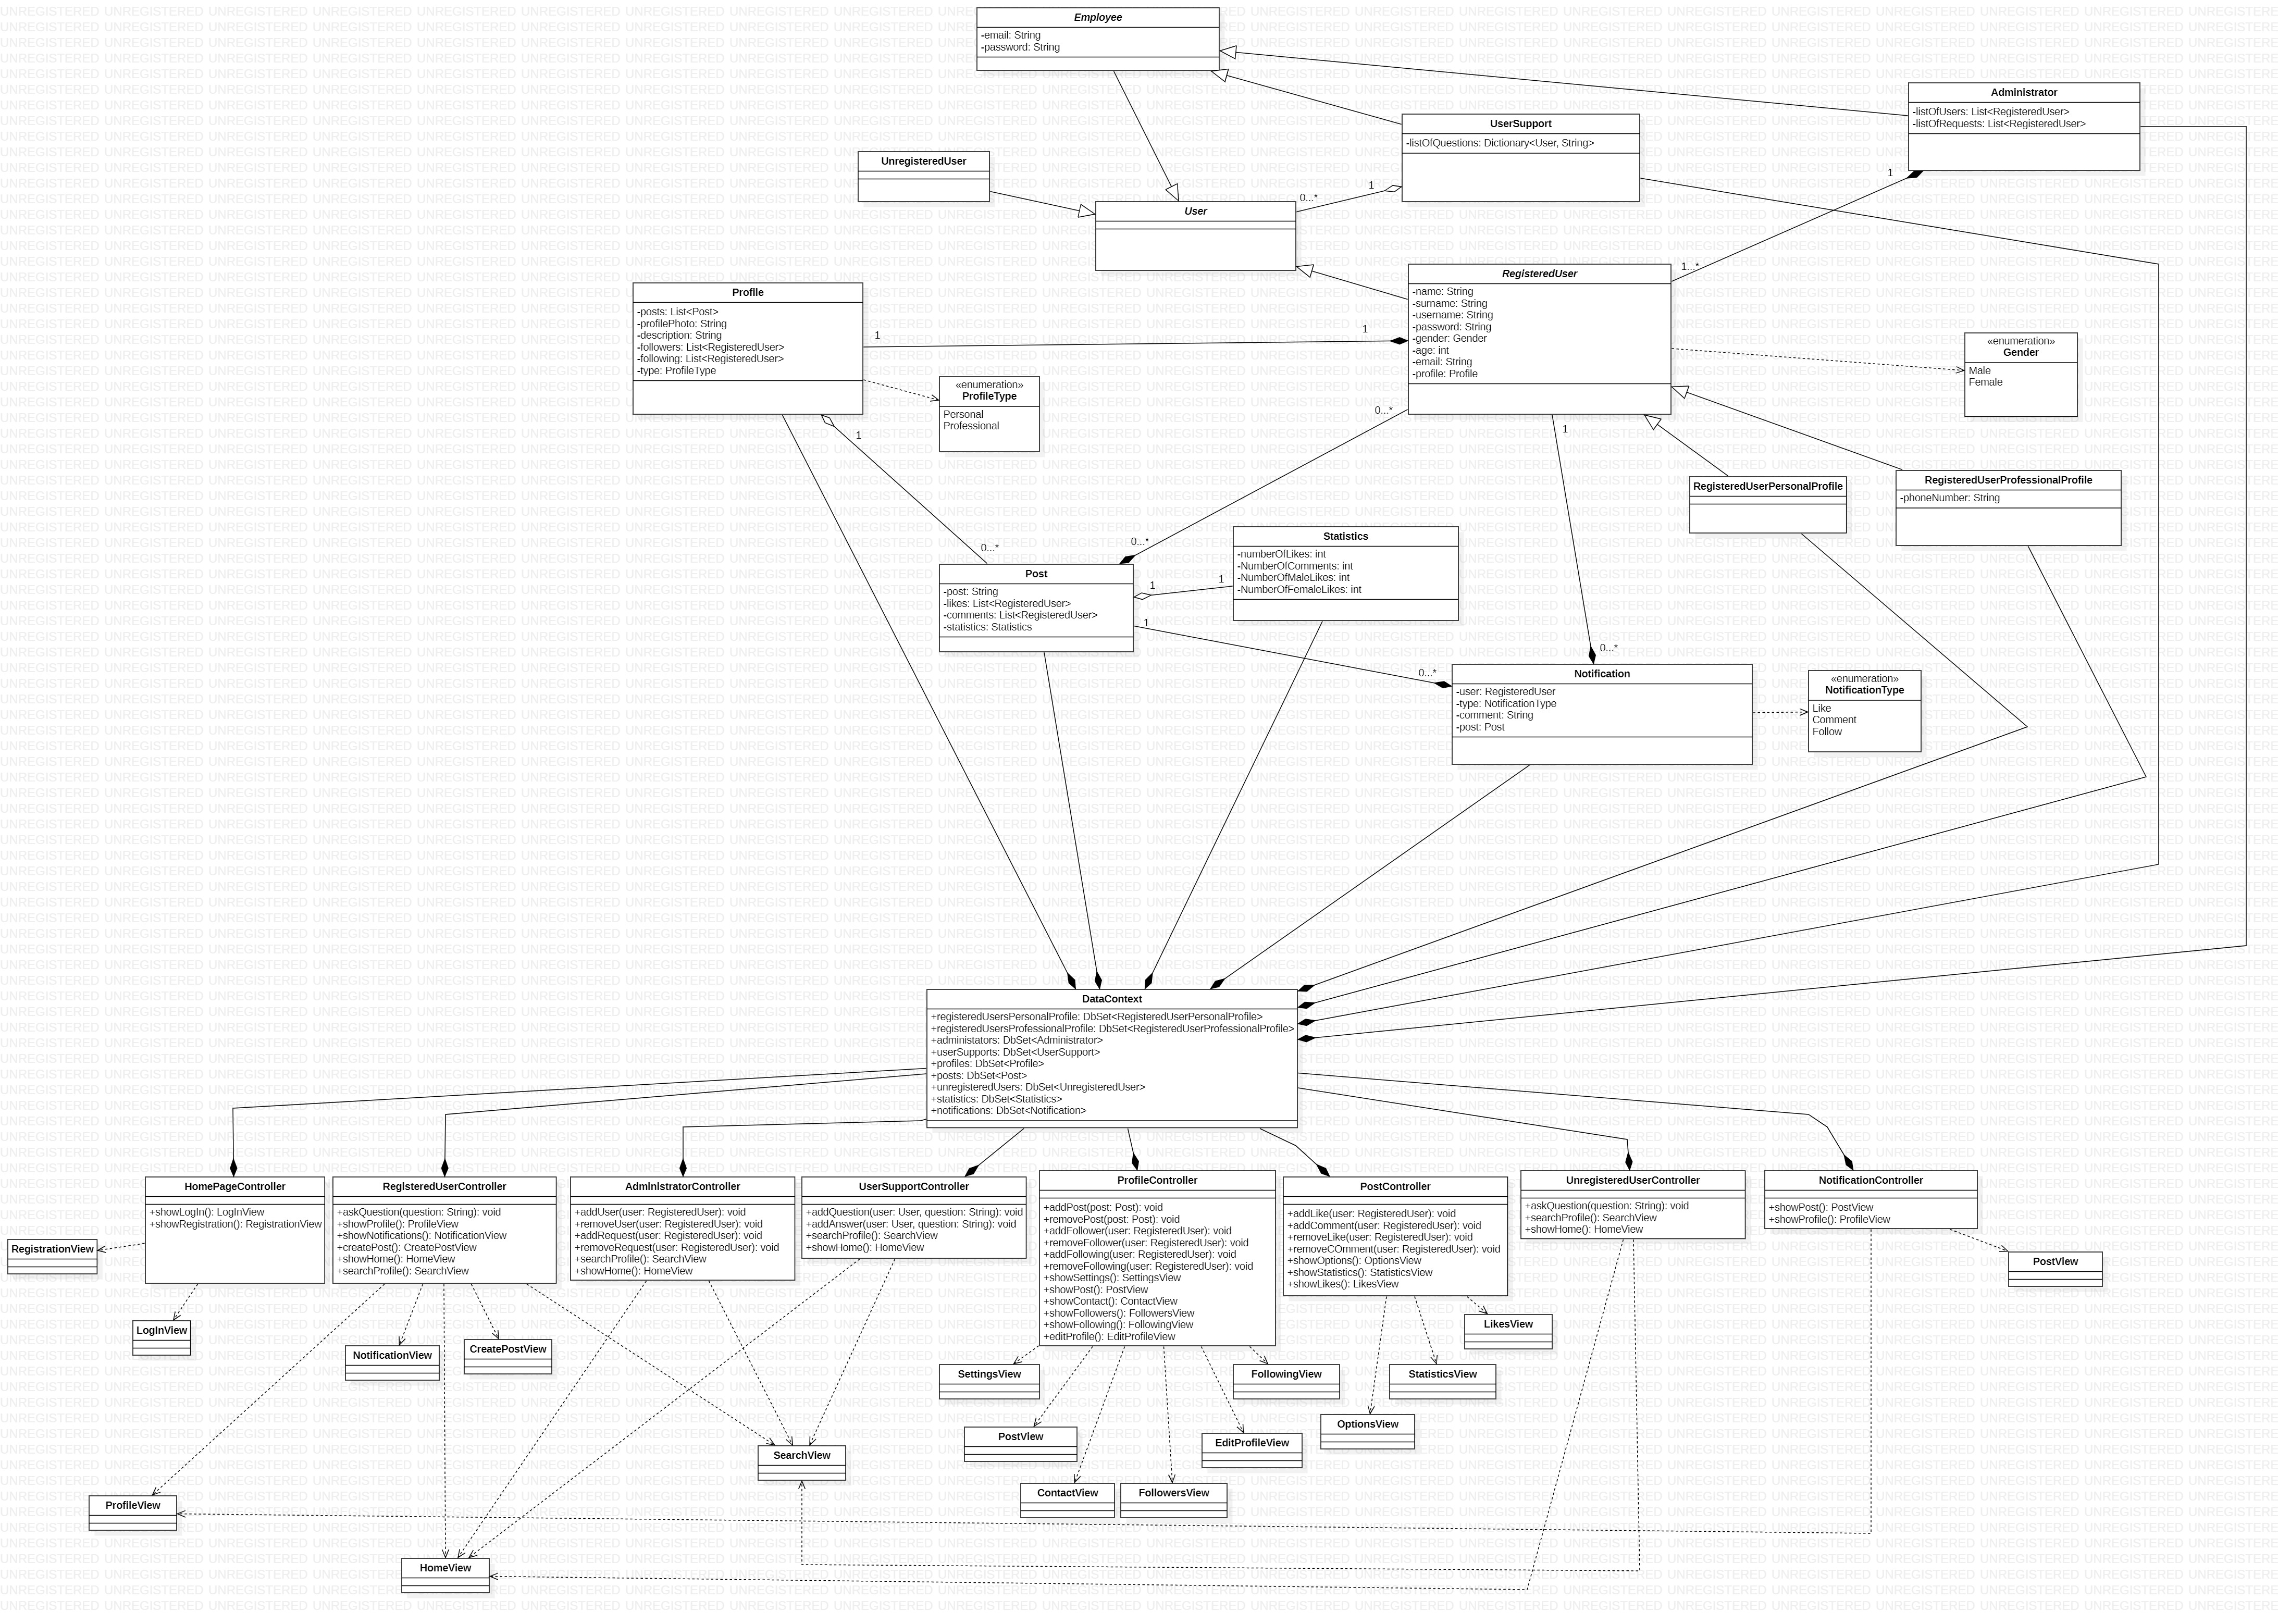 Employee
-email: String
-password: String
Administrator
-listOfUsers: List<RegisteredUser>
-listOfRequests: List<RegisteredUser>
UserSupport
-listOfQuestions: Dictionary<User, String>
UnregisteredUser
1
1
0...*
User
1...*
RegisteredUser
-name: String
-surname: String
-username: String
-password: String
-gender: Gender
-age: int
-email: String
-profile: Profile
Profile
-posts: List<Post>
-profilePhoto: String
-description: String
-followers: List<RegisteredUser>
-following: List<RegisteredUser>
-type: ProfileType
1
1
«enumeration»
Gender
Male
Female
«enumeration»
ProfileType
Personal
Professional
0...*
1
1
RegisteredUserPersonalProfile
RegisteredUserProfessionalProfile
-phoneNumber: String
0...*
0...*
Statistics
-numberOfLikes: int
-NumberOfComments: int
-NumberOfMaleLikes: int
-NumberOfFemaleLikes: int
Post
-post: String
-likes: List<RegisteredUser>
-comments: List<RegisteredUser>
-statistics: Statistics
1
1
1
0...*
0...*
Notification
-user: RegisteredUser
-type: NotificationType
-comment: String
-post: Post
«enumeration»
NotificationType
Like
Comment
Follow
DataContext
+registeredUsersPersonalProfile: DbSet<RegisteredUserPersonalProfile>
+registeredUsersProfessionalProfile: DbSet<RegisteredUserProfessionalProfile>
+administators: DbSet<Administrator>
+userSupports: DbSet<UserSupport>
+profiles: DbSet<Profile>
+posts: DbSet<Post>
+unregisteredUsers: DbSet<UnregisteredUser>
+statistics: DbSet<Statistics>
+notifications: DbSet<Notification>
HomePageController
+showLogIn(): LogInView
+showRegistration(): RegistrationView
RegisteredUserController
+askQuestion(question: String): void
+showProfile(): ProfileView
+showNotifications(): NotificationView
+createPost(): CreatePostView
+showHome(): HomeView
+searchProfile(): SearchView
AdministratorController
+addUser(user: RegisteredUser): void
+removeUser(user: RegisteredUser): void
+addRequest(user: RegisteredUser): void
+removeRequest(user: RegisteredUser): void
+searchProfile(): SearchView
+showHome(): HomeView
UserSupportController
+addQuestion(user: User, question: String): void
+addAnswer(user: User, question: String): void
+searchProfile(): SearchView
+showHome(): HomeView
ProfileController
+addPost(post: Post): void
+removePost(post: Post): void
+addFollower(user: RegisteredUser): void
+removeFollower(user: RegisteredUser): void
+addFollowing(user: RegisteredUser): void
+removeFollowing(user: RegisteredUser): void
+showSettings(): SettingsView
+showPost(): PostView
+showContact(): ContactView
+showFollowers(): FollowersView
+showFollowing(): FollowingView
+editProfile(): EditProfileView
PostController
+addLike(user: RegisteredUser): void
+addComment(user: RegisteredUser): void
+removeLike(user: RegisteredUser): void
+removeCOmment(user: RegisteredUser): void
+showOptions(): OptionsView
+showStatistics(): StatisticsView
+showLikes(): LikesView
UnregisteredUserController
+askQuestion(question: String): void
+searchProfile(): SearchView
+showHome(): HomeView
NotificationController
+showPost(): PostView
+showProfile(): ProfileView
RegistrationView
PostView
LogInView
LikesView
NotificationView
CreatePostView
SettingsView
FollowingView
StatisticsView
OptionsView
PostView
EditProfileView
SearchView
ContactView
FollowersView
ProfileView
HomeView